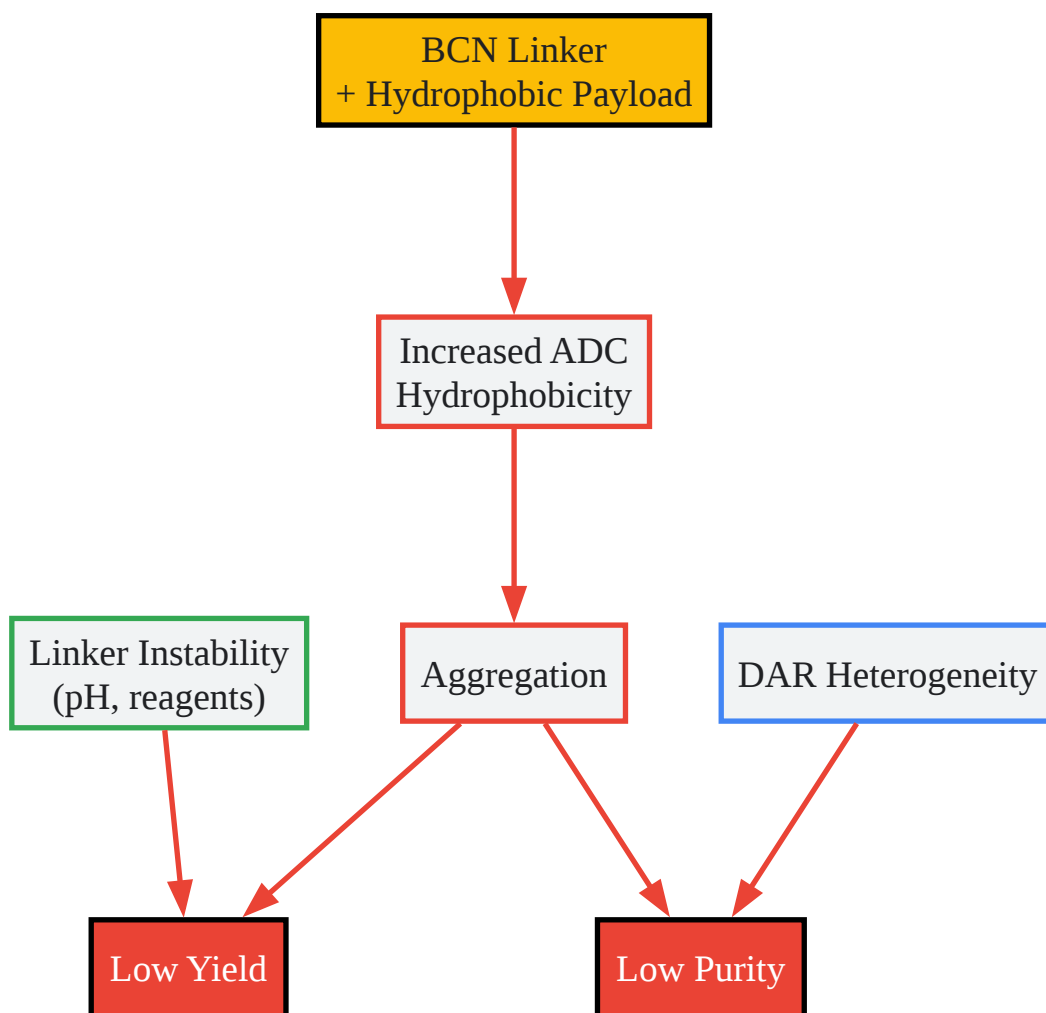 BCN Linker
+ Hydrophobic Payload
Increased ADC
Hydrophobicity
Linker Instability
(pH, reagents)
Aggregation
DAR Heterogeneity
Low Yield
Low Purity